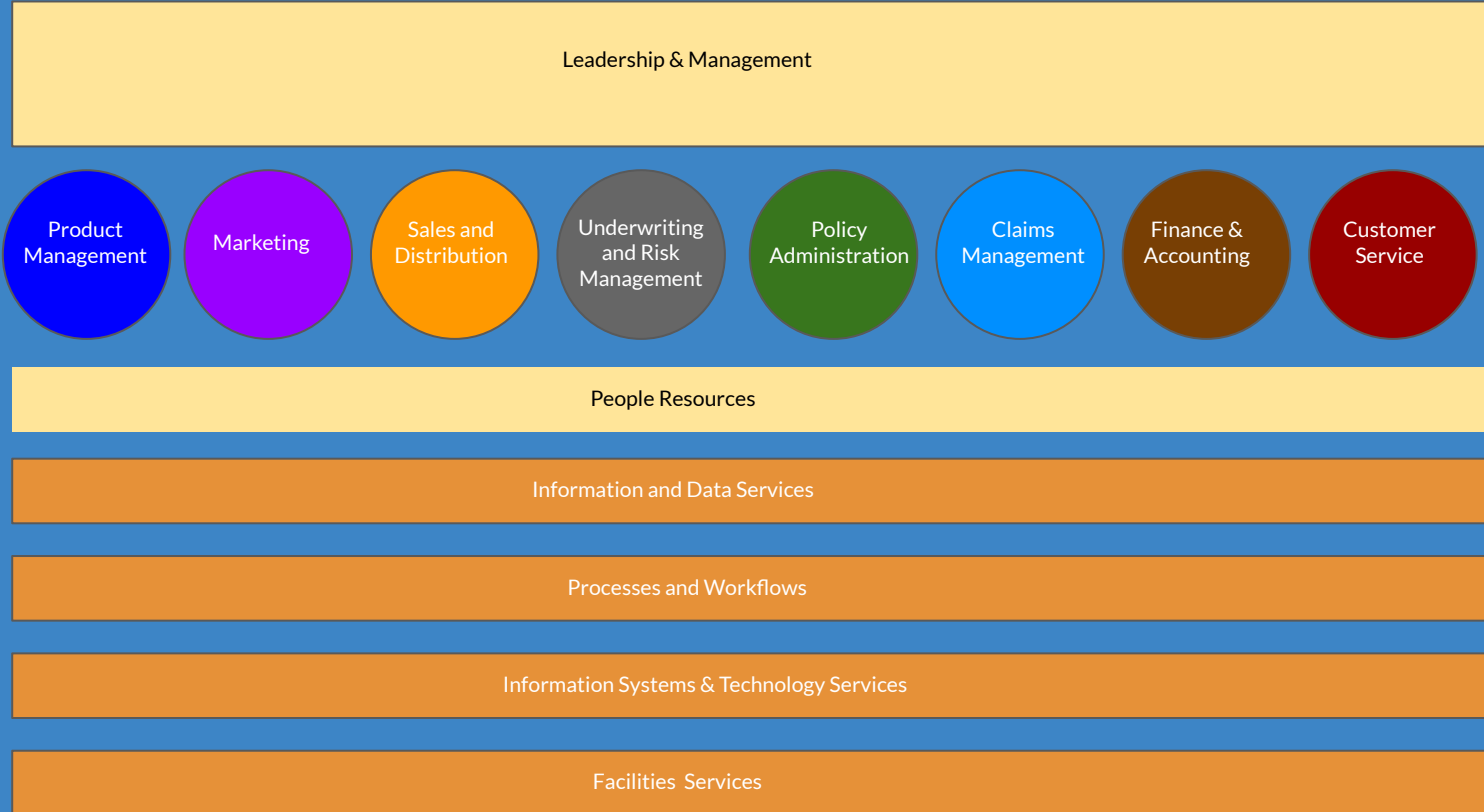 Leadership & Management
Product
Management
Marketing
Sales and
Distribution
Underwriting
and Risk
Management
Policy
Administration
Claims
Management
Finance &
Accounting
Customer
Service
People Resources
Information and Data Services
Processes and Workflows
Information Systems & Technology Services
Facilities  Services